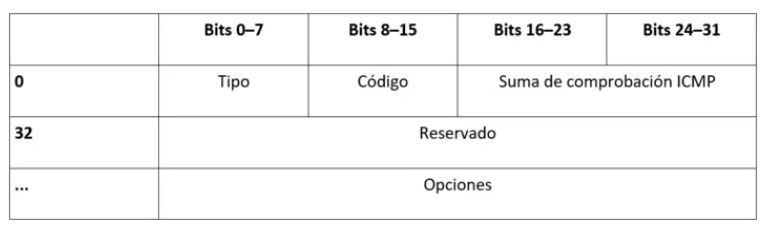 Bits 0–7 Bits 8–15 Bits 16–23 Bits 24–31
0 Tipo Código Suma de comprobación ICMP
32 Reservado
... Opciones